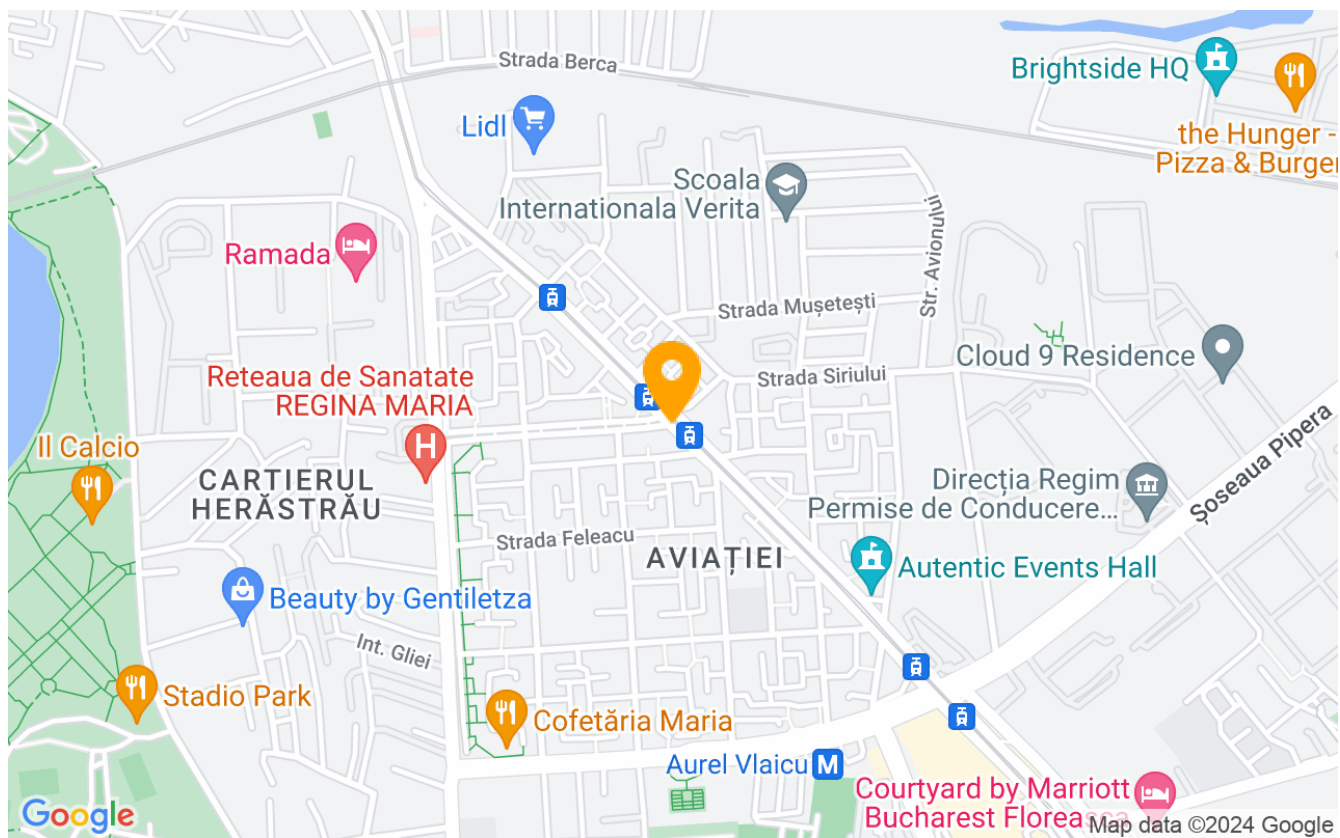 Strada Berca
Brightside HQ
the Hunger -
Pizza & Burger
Lidl
Scoala
Internationala Verita
Str. Avionului
Ramada
Strada Mușetești
Cloud 9 Residence
Strada Siriului
Reteaua de Sanatate
REGINA MARIA
H
Il Calcio
CARTIERUL
HERĂSTRĂU
Direcția Regim
Permise de Conducere...
Șoseaua Pipera
Strada Feleacu
AVIAȚIEI
Autentic Events Hall
Beauty by Gentiletza
Int. Gliei
Stadio Park
Cofetăria Maria
Aurel Vlaicu M
Courtyard by Marriott
Bucharest Floreasca
Google
Map data ©2024 Google